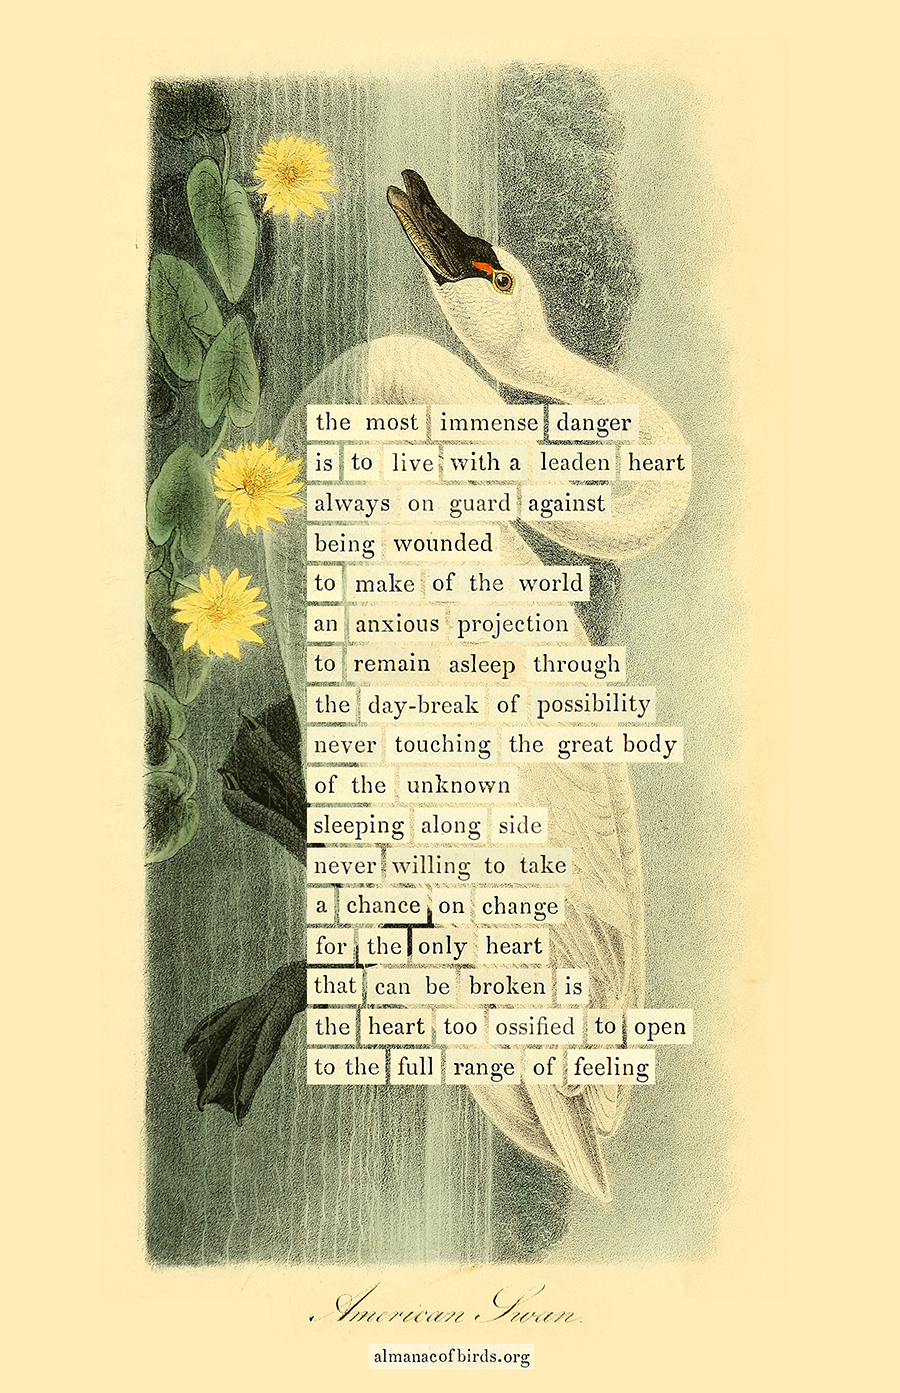 the most immense danger
is to live with a leaden heart
always on guard against
being wounded
to make of the world
an anxious projection
to remain asleep through
the day-break of possibility
never touching the great body
of the unknown
sleeping along side
never willing to take
a chance on change
for the only heart
that can be broken is
the heart too ossified to open
to the full range of feeling
American Swan.
almanacofbirds.org